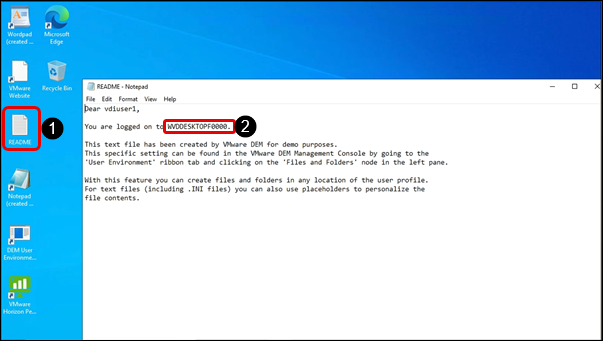 Wordpad
(created ...
Microsoft
Edge
VMware
Website
Recycle Bin
README
1
Notepad
(created ...
DEM User
Environme...
VMware
Horizon Pe...
README - Notepad
File Edit Format View Help
Dear vdiuser1,
You are logged on to WVDDESKTOPF0000.
2
This text file has been created by VMware DEM for demo purposes.
This specific setting can be found in the VMware DEM Management Console by going to the
'User Environment' ribbon tab and clicking on the 'Files and Folders' node in the left pane.
With this feature you can create files and folders in any location of the user profile.
For text files (including .INI files) you can also use placeholders to personalize the
file contents.